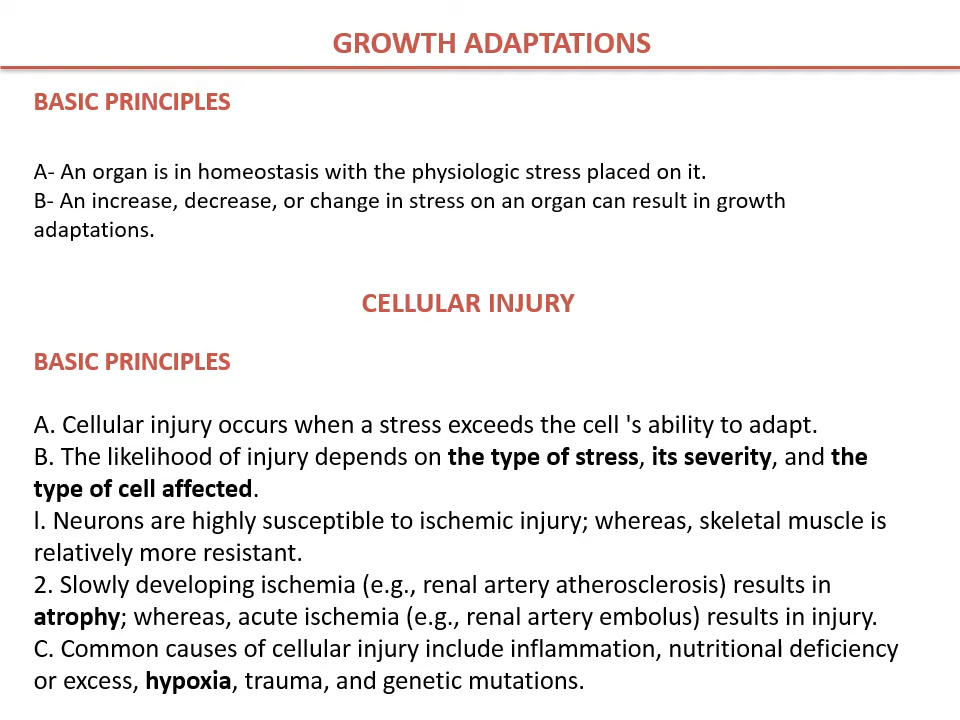 GROWTH ADAPTATIONS
BASIC PRINCIPLES
A- An organ is in homeostasis with the physiologic stress placed on it.
B- An increase, decrease, or change in stress on an organ can result in growth
adaptations.
CELLULAR INJURY
BASIC PRINCIPLES
A. Cellular injury occurs when a stress exceeds the cell 's ability to adapt.
B. The likelihood of injury depends on the type of stress, its severity, and the
type of cell affected.
l. Neurons are highly susceptible to ischemic injury; whereas, skeletal muscle is
relatively more resistant.
2. Slowly developing ischemia (e.g., renal artery atherosclerosis) results in
atrophy; whereas, acute ischemia (e.g., renal artery embolus) results in injury.
C. Common causes of cellular injury include inflammation, nutritional deficiency
or excess, hypoxia, trauma, and genetic mutations.